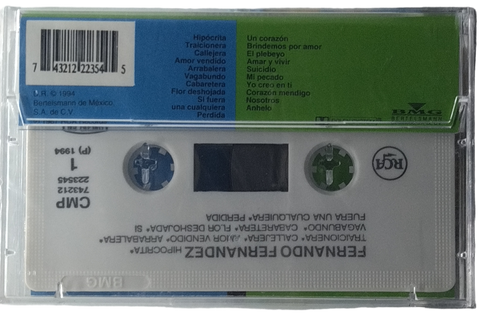 7 43212 22354 5
Hipócrita
Traicionera
Callejera
Amor vendido
Arrabalera
Vagabundo
Cabaretera
Flor deshojada
Si fuera
una cualquiera
Perdida
Un corazón
Brindemos por amor
El plebeyo
Amar y vivir
Suicidio
Mi pecado
Yo creo en ti
Corazón mendigo
Nosotros
Anhelo
D.R. © 1994
Bertelsmann de México,
S.A. de C.V.
BMG
BERTELSMANN
BMG
FERNANDO FERNANDEZ HIPOCRITA*
TRAICIONERA* CALLEJERA* AMOR VENDIDO* ARRABALERA*
VAGABUNDO* CABARETERA* FLOR DESHOJADA* SI
FUERA UNA CUALQUIERA* PERDIDA
CMP
743212
223545
1
(P) 1994
RCA